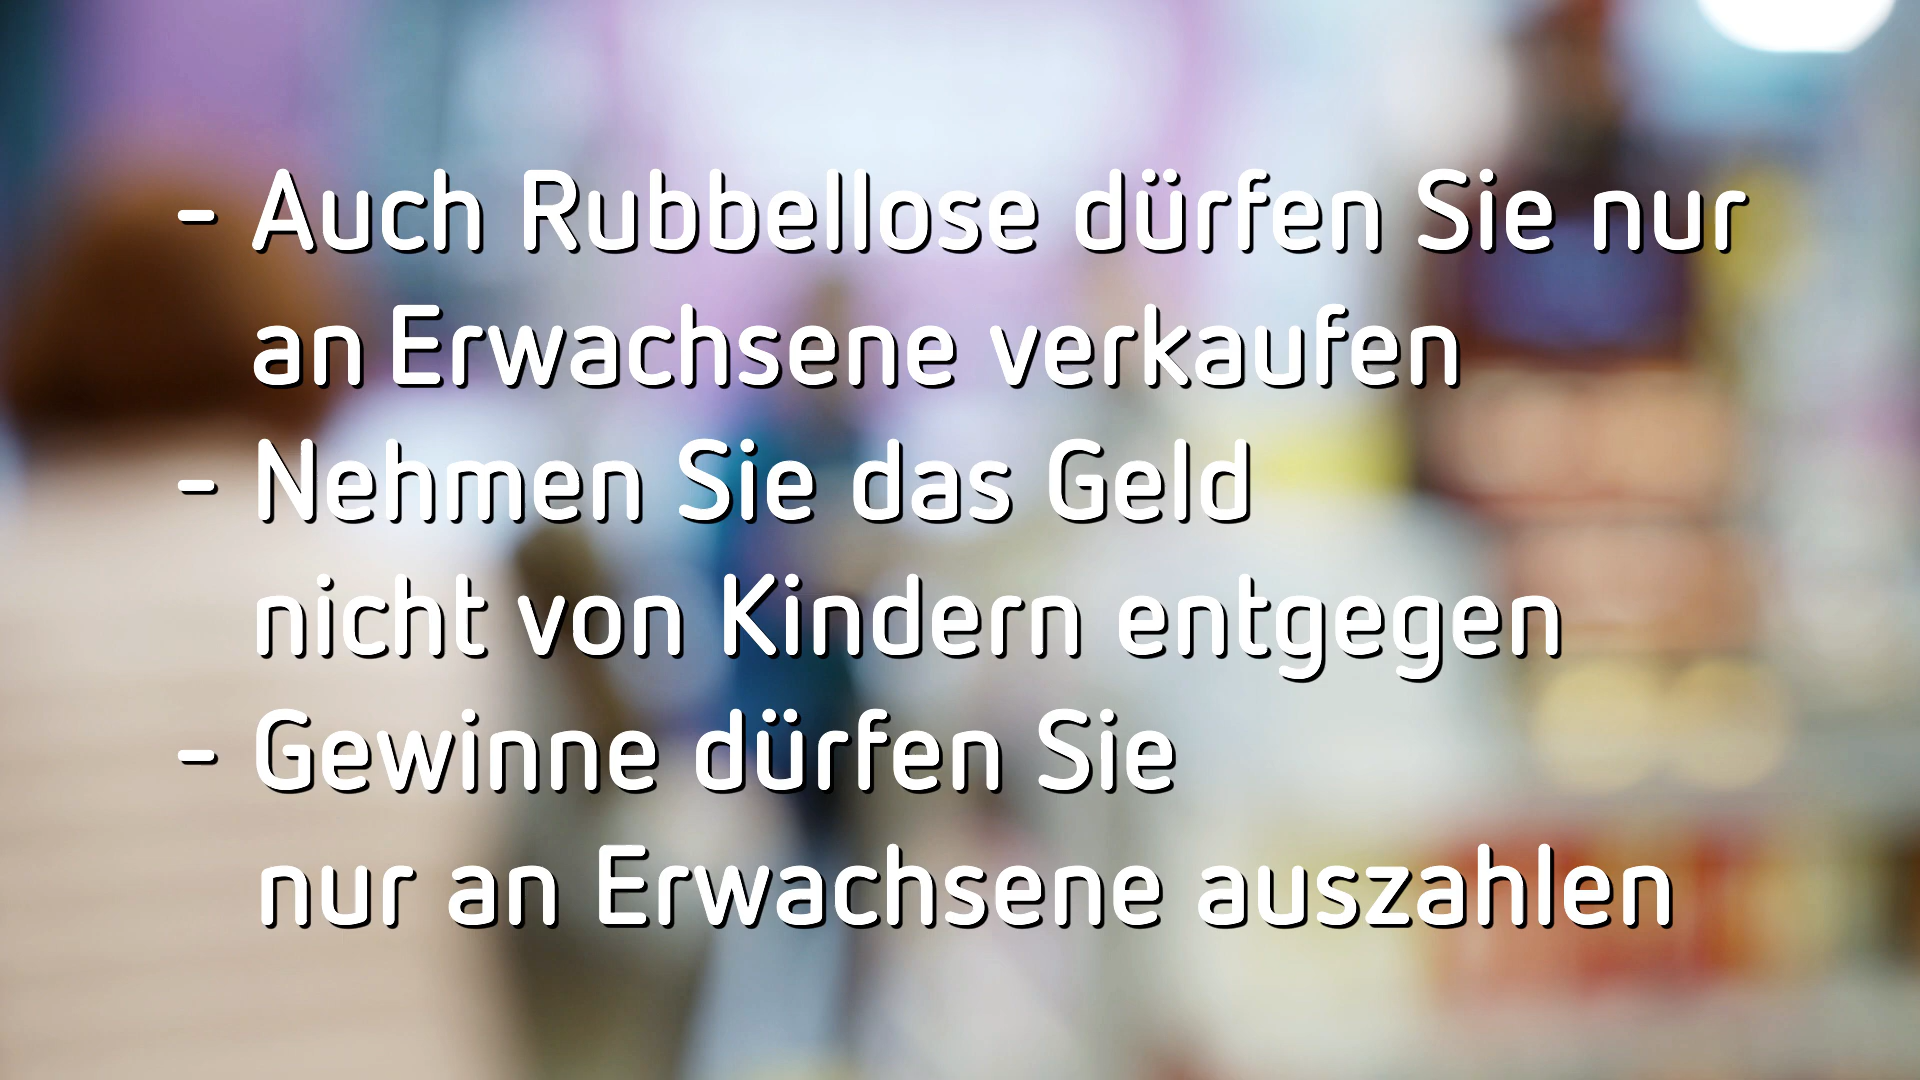 - Auch Rubbellose dürfen Sie nur
an Erwachsene verkaufen
- Nehmen Sie das Geld
nicht von Kindern entgegen
- Gewinne dürfen Sie
nur an Erwachsene auszahlen